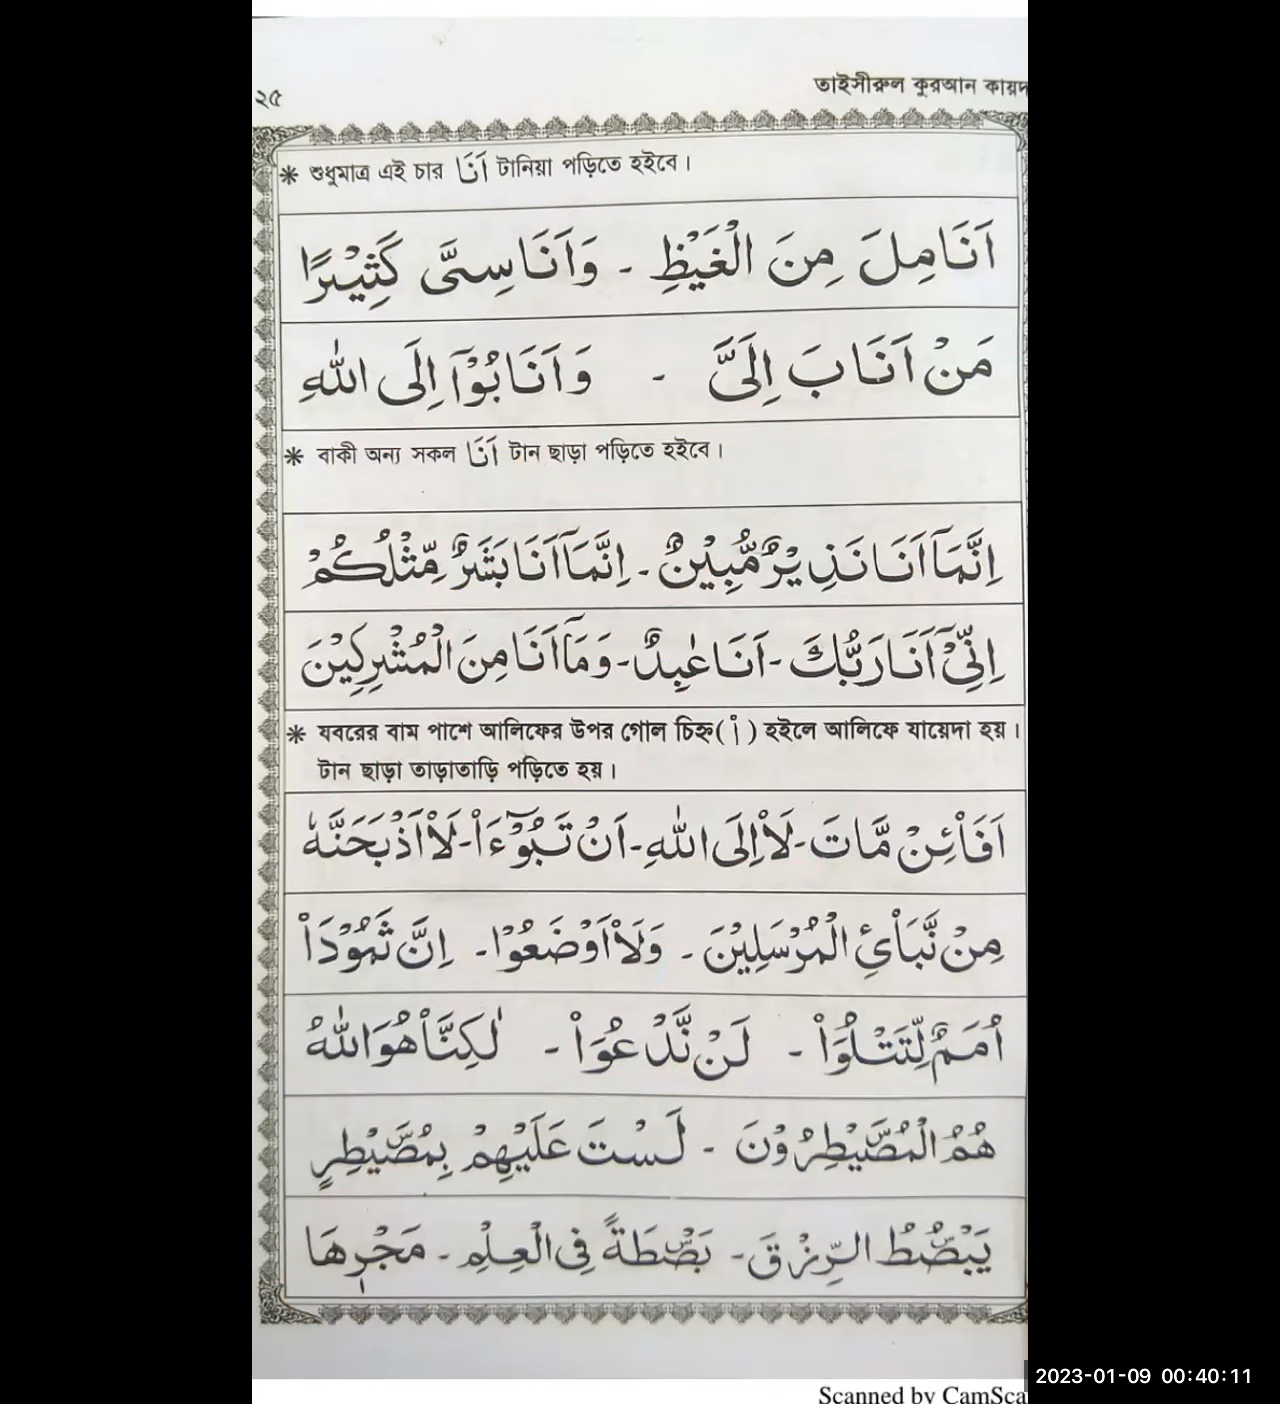 ২৫
তাইসীরুল কুরআন
* শুধুমাত্র এই চার اَنَا টানিয়া পড়িতে হইবে।
اَنَامِلَ مِنَ الْغَيْظِ ـ وَاَنَاسِىَّ كَثِيْرًا
مَنْ اَنَابَ اِلَىَّ ـ وَاَنَابُوْٓا اِلَى اللّٰهِ
* বাকী অন্য সকল اَنَا টান ছাড়া পড়িতে হইবে।
اِنَّمَآ اَنَا نَذِيْرٌ مُّبِيْنٌ ـ اِنَّمَآ اَنَا بَشَرٌ مِّثْلُكُمْ
اِنِّىْٓ اَنَا رَبُّكَ ـ اَنَا عٰبِدٌ ـ وَمَآ اَنَا مِنَ الْمُشْرِكِيْنَ
* যবরের বাম পাশে আলিফের উপর গোল চিহ্ন (اْ) হইলে আলিফে যায়েদা হয়।
টান ছাড়া তাড়াতাড়ি পড়িতে হয়।
اَفَاْئِنْ مَّاتَ ـ لَاْ اِلَى اللّٰهِ ـ اَنْ تَبُوْٓءَاْ ـ لَاْ اَذْبَحَنَّهٗ
مِنْ نَّبَاْئِ الْمُرْسَلِيْنَ ـ وَلَاْ اَوْضَعُوْا ـ اِنَّ ثَمُوْدَاْ
اُمَمٌ لِّتَتْلُوَاْ ـ لَنْ نَّدْعُوَاْ ـ لٰكِنَّاْ هُوَ اللّٰهُ
هُمُ الْمُصَۜيْطِرُوْنَ ـ لَسْتَ عَلَيْهِمْ بِمُصَۜيْطِرٍ
يَبْصُۜطُ الرِّزْقَ ـ بَصْۜطَةً فِى الْعِلْمِ ـ مَجْرٖهَا
2023-01-09 00:40:11
Scanned by